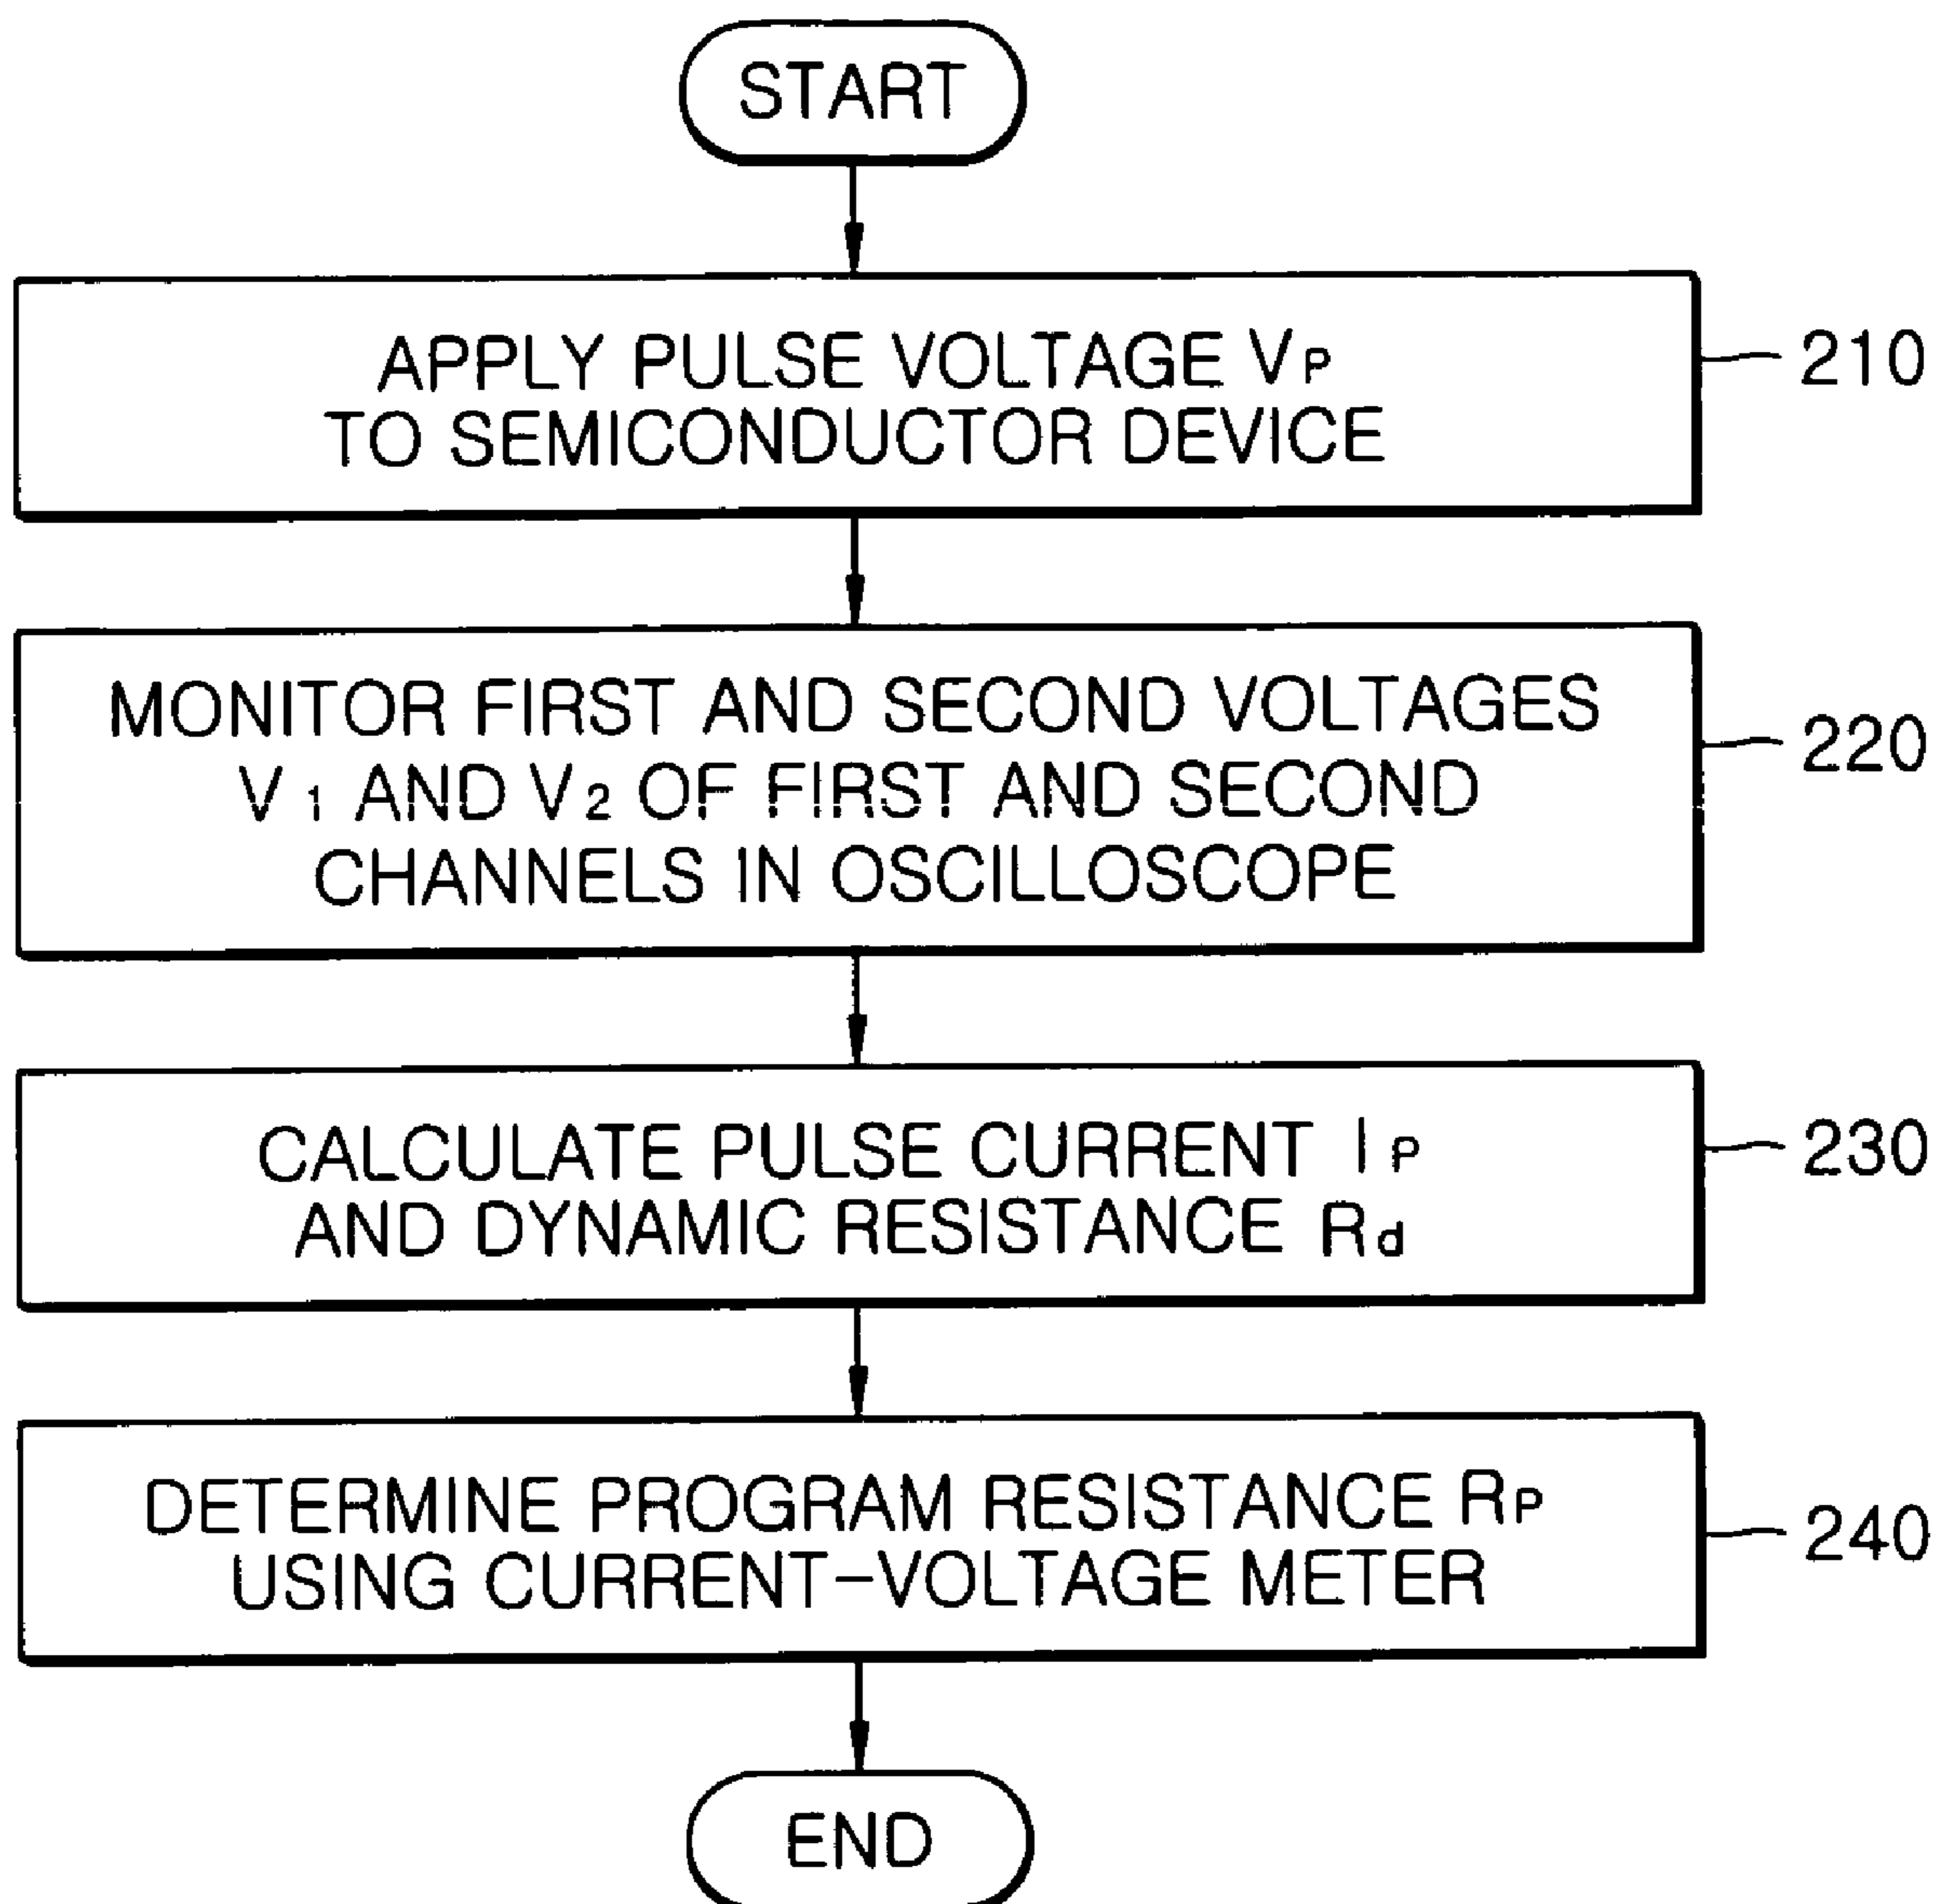 START
APPLY PULSE VOLTAGE VP
TO SEMICONDUCTOR DEVICE
210
MONITOR FIRST AND SECOND VOLTAGES
V1 AND V2 OF FIRST AND SECOND
CHANNELS IN OSCILLOSCOPE
220
CALCULATE PULSE CURRENT IP
AND DYNAMIC RESISTANCE Rd
230
DETERMINE PROGRAM RESISTANCE RP
USING CURRENT-VOLTAGE METER
240
END